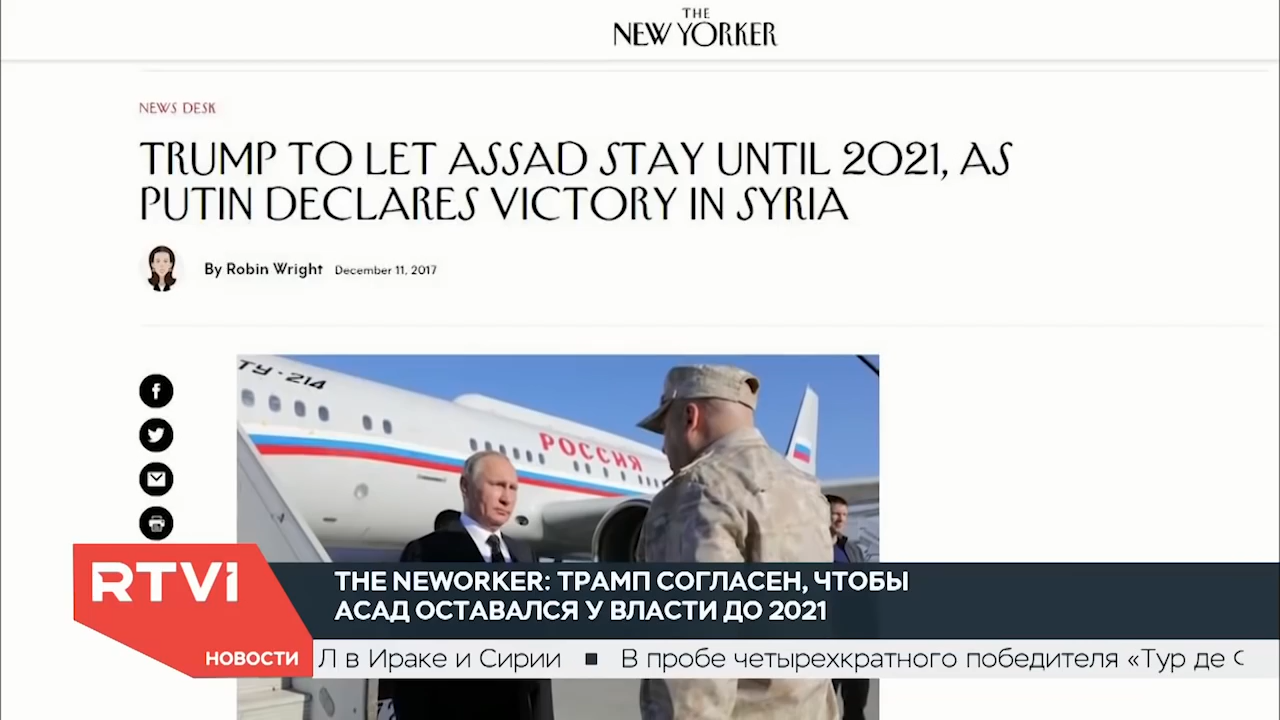 THE
NEW YORKER
NEWS DESK
TRUMP TO LET ASSAD STAY UNTIL 2021, AS
PUTIN DECLARES VICTORY IN SYRIA
By Robin Wright December 11, 2017
ТУ-214
РОССИЯ
THE NEWORKER: ТРАМП СОГЛАСЕН, ЧТОБЫ
АСАД ОСТАВАЛСЯ У ВЛАСТИ ДО 2021
RTVi
НОВОСТИ
Л в Ираке и Сирии ■ В пробе четырехкратного победителя «Тур де